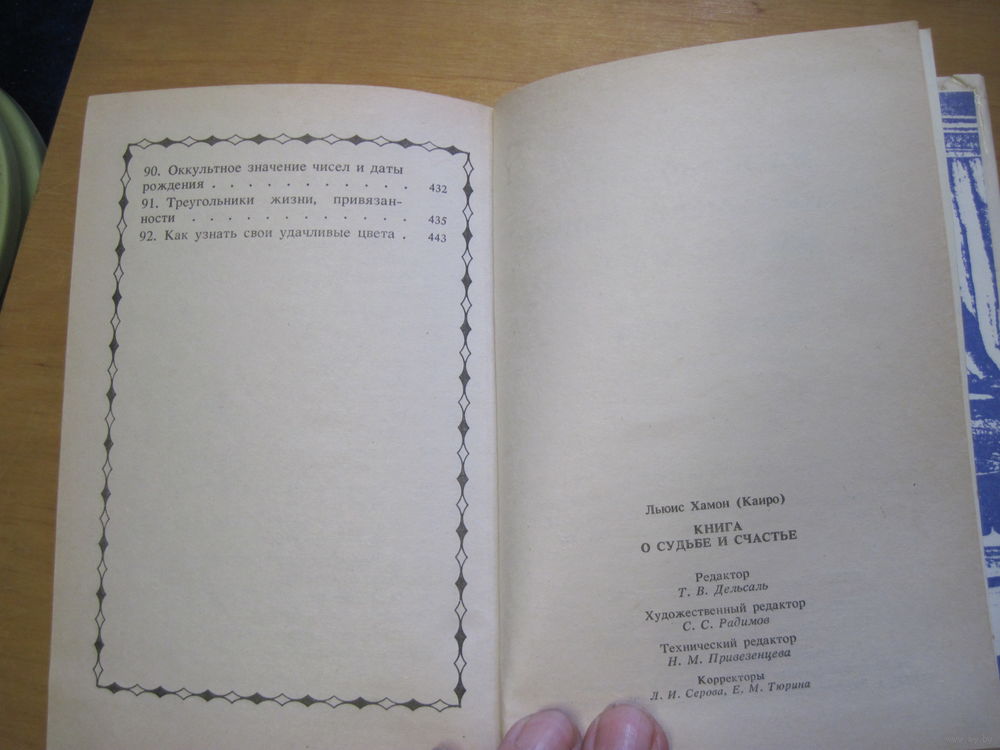 90. Оккультное значение чисел и даты
рождения . . . . . . . . . . . 432
91. Треугольники жизни, привязан-
ности . . . . . . . . . . . . 435
92. Как узнать свои удачливые цвета . 443
Льюис Хамон (Каиро)
КНИГА
О СУДЬБЕ И СЧАСТЬЕ
Редактор
Т. В. Дельсаль
Художественный редактор
С. С. Радимов
Технический редактор
Н. М. Привезенцева
Корректоры
Л. И. Серова, Е. М. Тюрина